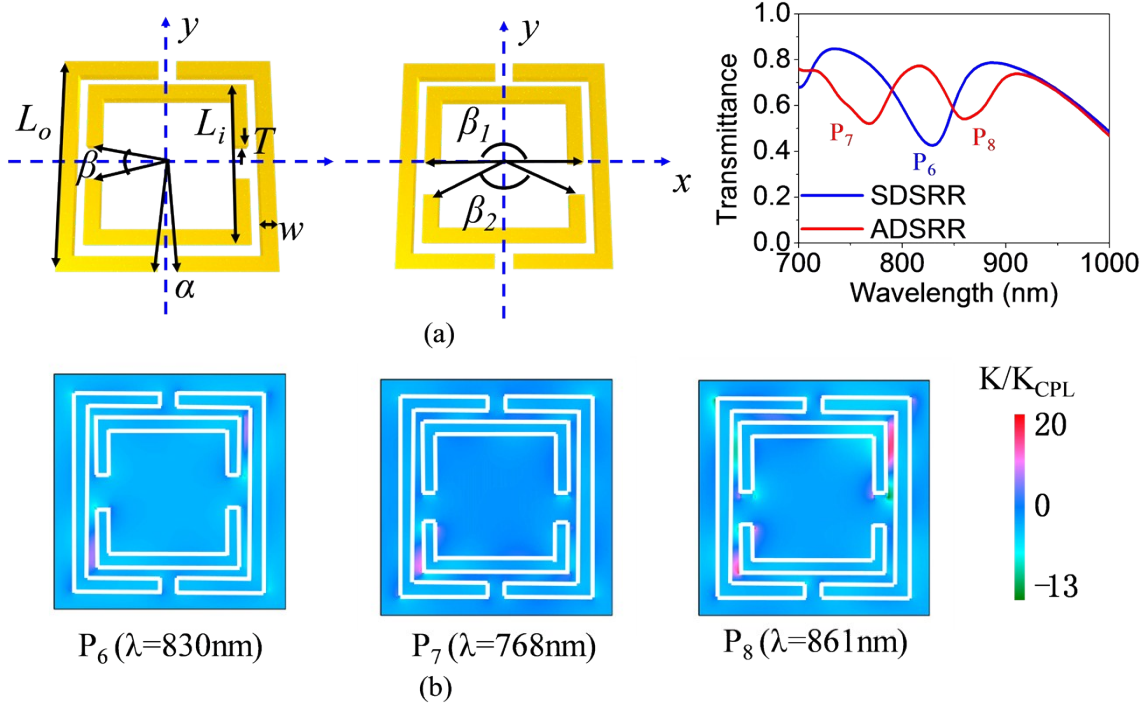 y
L_o
L_i
T
β
w
α
y
β_1
β_2
x
Transmittance
1.0
0.8
0.6
0.4
0.2
0.0
P_7
P_6
P_8
SDSRR
ADSRR
700
800
900
1000
Wavelength (nm)
(a)
K/K_CPL
20
0
−13
P_6 (λ=830nm)
P_7 (λ=768nm)
P_8 (λ=861nm)
(b)